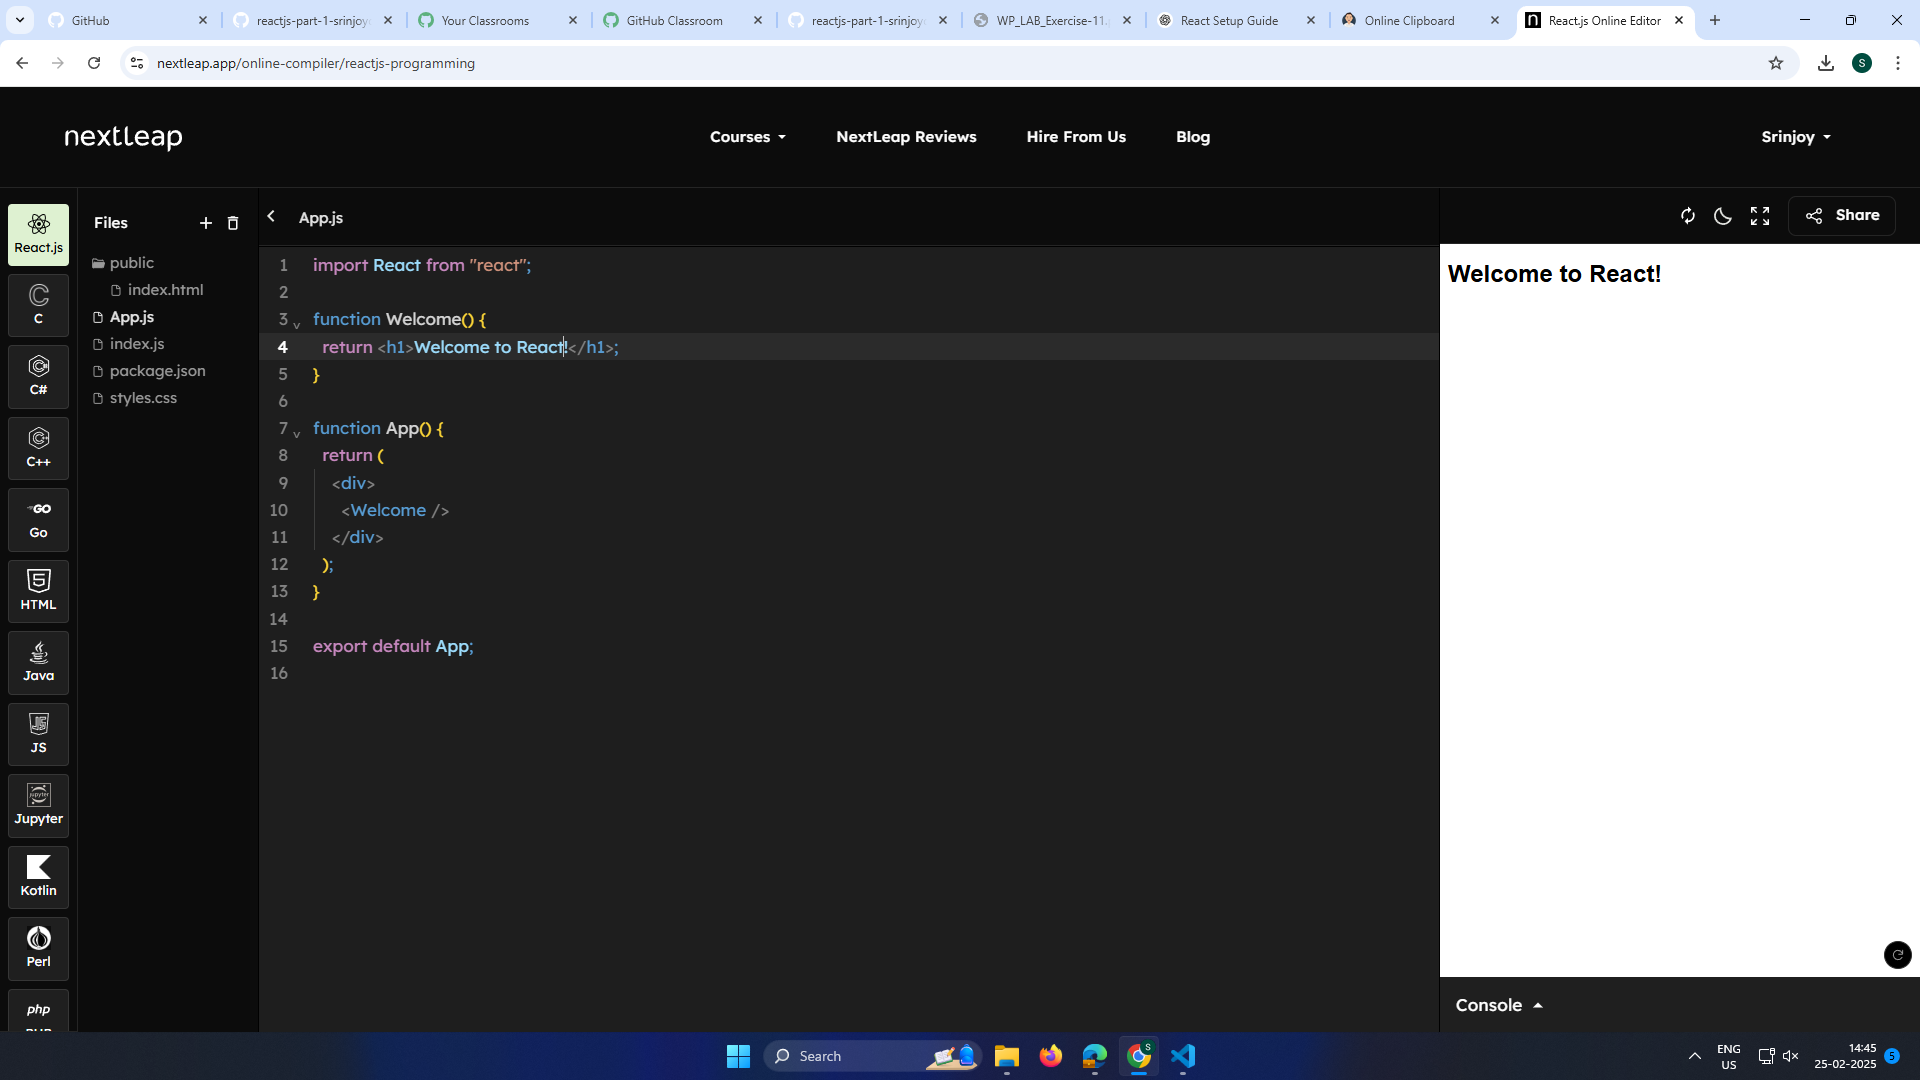 GitHub
reactjs-part-1-srinjoy
Your Classrooms
GitHub Classroom
reactjs-part-1-srinjoy
WP_LAB_Exercise-11.
React Setup Guide
Online Clipboard
React.js Online Editor
nextleap.app/online-compiler/reactjs-programming
S
nextleap
Courses
NextLeap Reviews
Hire From Us
Blog
Srinjoy
React.js
C
C#
C++
GO
Go
5
HTML
Java
JS
JS
jupyter
Jupyter
Kotlin
Perl
php
Files
public
index.html
App.js
index.js
package.json
styles.css
App.js
1 import React from "react";
2
3 function Welcome() {
4 return <h1>Welcome to React!</h1>;
5 }
6
7 function App() {
8 return (
9 <div>
10 <Welcome />
11 </div>
12 );
13 }
14
15 export default App;
16
Share
Welcome to React!
Console
Search
S
ENG
US
14:45
25-02-2025
5